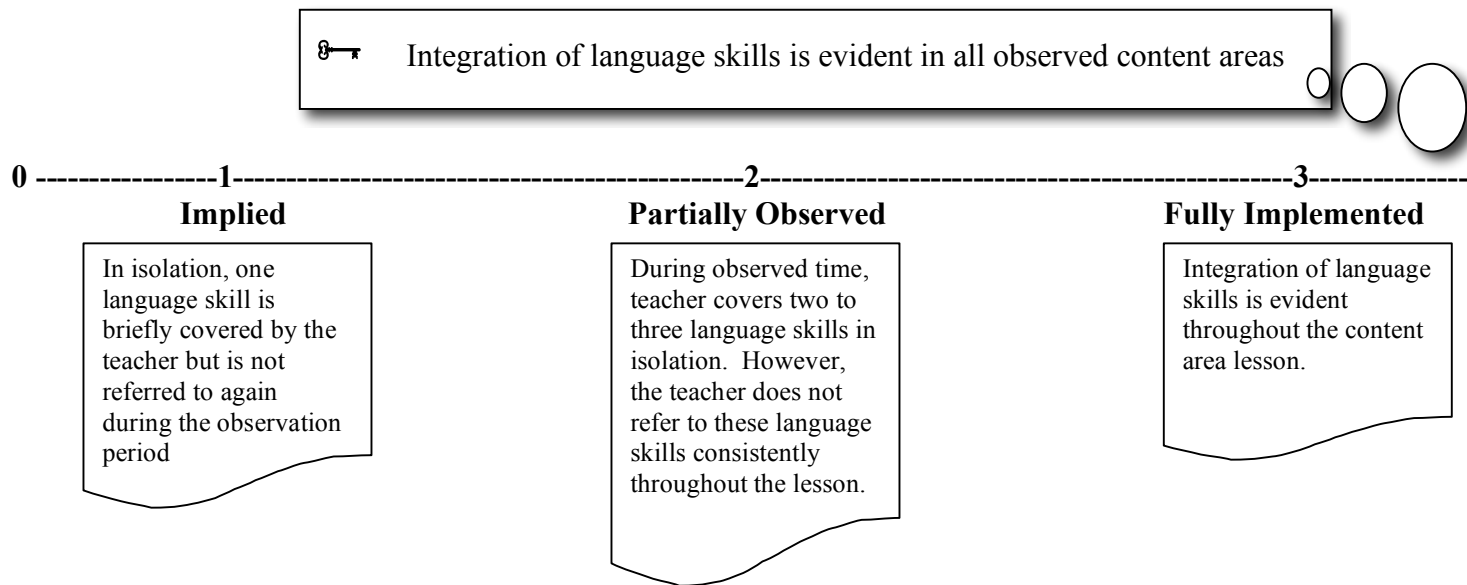 Integration of language skills is evident in all observed content areas
0 -----------------1------------------------------------------------2--------------------------------------------------3---------------
Implied
Partially Observed
Fully Implemented
In isolation, one
language skill is
briefly covered by the
teacher but is not
referred to again
during the observation
period
During observed time,
teacher covers two to
three language skills in
isolation.  However,
the teacher does not
refer to these language
skills consistently
throughout the lesson.
Integration of language
skills is evident
throughout the content
area lesson.